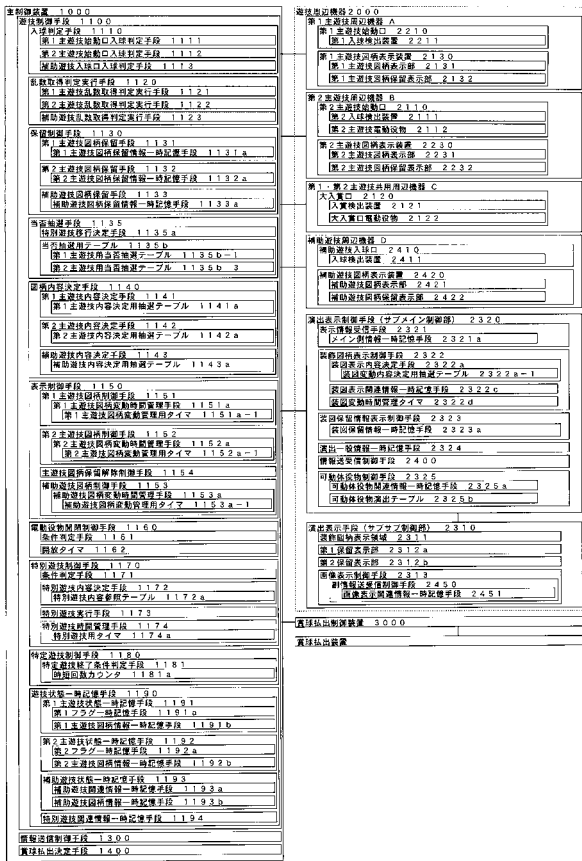 主制御装置 1000
遊技制御手段 1100
入球判定手段 1110
第1主遊技始動口入球判定手段 1111
第2主遊技始動口入球判定手段 1112
補助遊技入球口入球判定手段 1113
乱数取得判定実行手段 1120
第1主遊技乱数取得判定実行手段 1121
第2主遊技乱数取得判定実行手段 1122
補助遊技乱数取得判定実行手段 1123
保留制御手段 1130
第1主遊技図柄保留手段 1131
第1主遊技図柄保留情報一時記憶手段 1131a
第2主遊技図柄保留手段 1132
第2主遊技図柄保留情報一時記憶手段 1132a
補助遊技図柄保留手段 1133
補助遊技図柄保留情報一時記憶手段 1133a
当否抽選手段 1135
特別遊技移行決定手段 1135a
当否抽選用テーブル 1135b
第1主遊技用当否抽選テーブル 1135b-1
第2主遊技用当否抽選テーブル 1135b-3
図柄内容決定手段 1140
第1主遊技内容決定手段 1141
第1主遊技内容決定用抽選テーブル 1141a
第2主遊技内容決定手段 1142
第2主遊技内容決定用抽選テーブル 1142a
補助遊技内容決定手段 1143
補助遊技内容決定用抽選テーブル 1143a
表示制御手段 1150
第1主遊技図柄制御手段 1151
第1主遊技図柄変動時間管理手段 1151a
第1主遊技図柄変動管理用タイマ 1151a-1
第2主遊技図柄制御手段 1152
第2主遊技図柄変動時間管理手段 1152a
第2主遊技図柄変動管理用タイマ 1152a-1
主遊技図柄保留解除制御手段 1154
補助遊技図柄制御手段 1153
補助遊技図柄変動時間管理手段 1153a
補助遊技図柄変動管理用タイマ 1153a-1
電動役物開閉制御手段 1160
条件判定手段 1161
開放タイマ 1162
特別遊技制御手段 1170
条件判定手段 1171
特別遊技内容決定手段 1172
特別遊技内容参照テーブル 1172a
特別遊技実行手段 1173
特別遊技時間管理手段 1174
特別遊技用タイマ 1174a
特定遊技制御手段 1180
特定遊技終了条件判定手段 1181
時短回数カウンタ 1181a
遊技状態一時記憶手段 1190
第1主遊技状態一時記憶手段 1191
第1フラグ一時記憶手段 1191a
第1主遊技図柄情報一時記憶手段 1191b
第2主遊技状態一時記憶手段 1192
第2フラグ一時記憶手段 1192a
第2主遊技図柄情報一時記憶手段 1192b
補助遊技状態一時記憶手段 1193
補助遊技関連情報一時記憶手段 1193a
補助遊技図柄情報一時記憶手段 1193b
特別遊技関連情報一時記憶手段 1194
情報送信制御手段 1300
賞球払出決定手段 1400
遊技周辺機器 2000
第1主遊技周辺機器 A
第1主遊技始動口 2210
第1入球検出装置 2211
第1主遊技図柄表示装置 2130
第1主遊技図柄表示部 2131
第1主遊技図柄保留表示部 2132
第2主遊技周辺機器 B
第2主遊技始動口 2110
第2入球検出装置 2111
第2主遊技電動役物 2112
第2主遊技図柄表示装置 2230
第2主遊技図柄表示部 2231
第2主遊技図柄保留表示部 2232
第1・第2主遊技共用周辺機器 C
大入賞口 2120
入賞検出装置 2121
大入賞口電動役物 2122
補助遊技周辺機器 D
補助遊技入球口 2410
入球検出装置 2411
補助遊技図柄表示装置 2420
補助遊技図柄表示部 2421
補助遊技図柄保留表示部 2422
演出表示制御手段（サブメイン制御部） 2320
表示情報受信手段 2321
メイン側情報一時記憶手段 2321a
装飾図柄表示制御手段 2322
装図表示内容決定手段 2322a
装図変動内容決定用抽選テーブル 2322a-1
装図表示関連情報一時記憶手段 2322c
装図変動時間管理タイマ 2322d
装図保留情報表示制御手段 2323
装図保留情報一時記憶手段 2323a
演出一般情報一時記憶手段 2324
情報送受信制御手段 2400
可動体役物制御手段 2325
可動体役物関連情報一時記憶手段 2325a
可動体役物演出テーブル 2325b
演出表示手段（サブサブ制御部） 2310
装飾図柄表示領域 2311
第1保留表示部 2312a
第2保留表示部 2312b
画像表示制御手段 2313
副情報送受信制御手段 2450
画像表示関連情報一時記憶手段 2451
賞球払出制御装置 3000
賞球払出装置